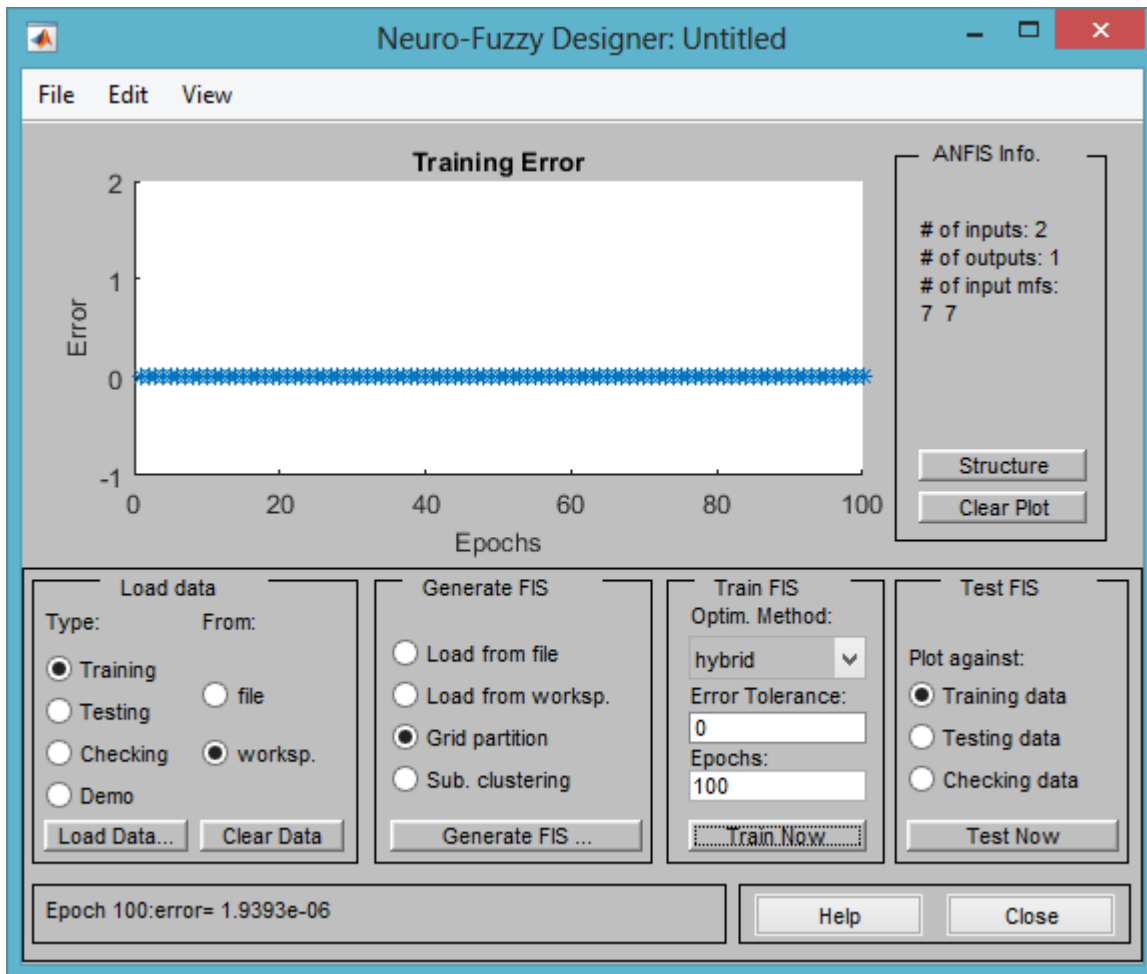 Neuro-Fuzzy Designer: Untitled
File Edit View
Training Error
2
1
0
-1
Error
0 20 40 60 80 100
Epochs
ANFIS Info.
# of inputs: 2
# of outputs: 1
# of input mfs:
7 7
Structure
Clear Plot
Load data
Type: From:
Training
Testing
Checking
Demo
file
worksp.
Load Data... Clear Data
Generate FIS
Load from file
Load from worksp.
Grid partition
Sub. clustering
Generate FIS ...
Train FIS
Optim. Method:
hybrid
Error Tolerance:
0
Epochs:
100
Train Now
Test FIS
Plot against:
Training data
Testing data
Checking data
Test Now
Epoch 100:error= 1.9393e-06
Help Close